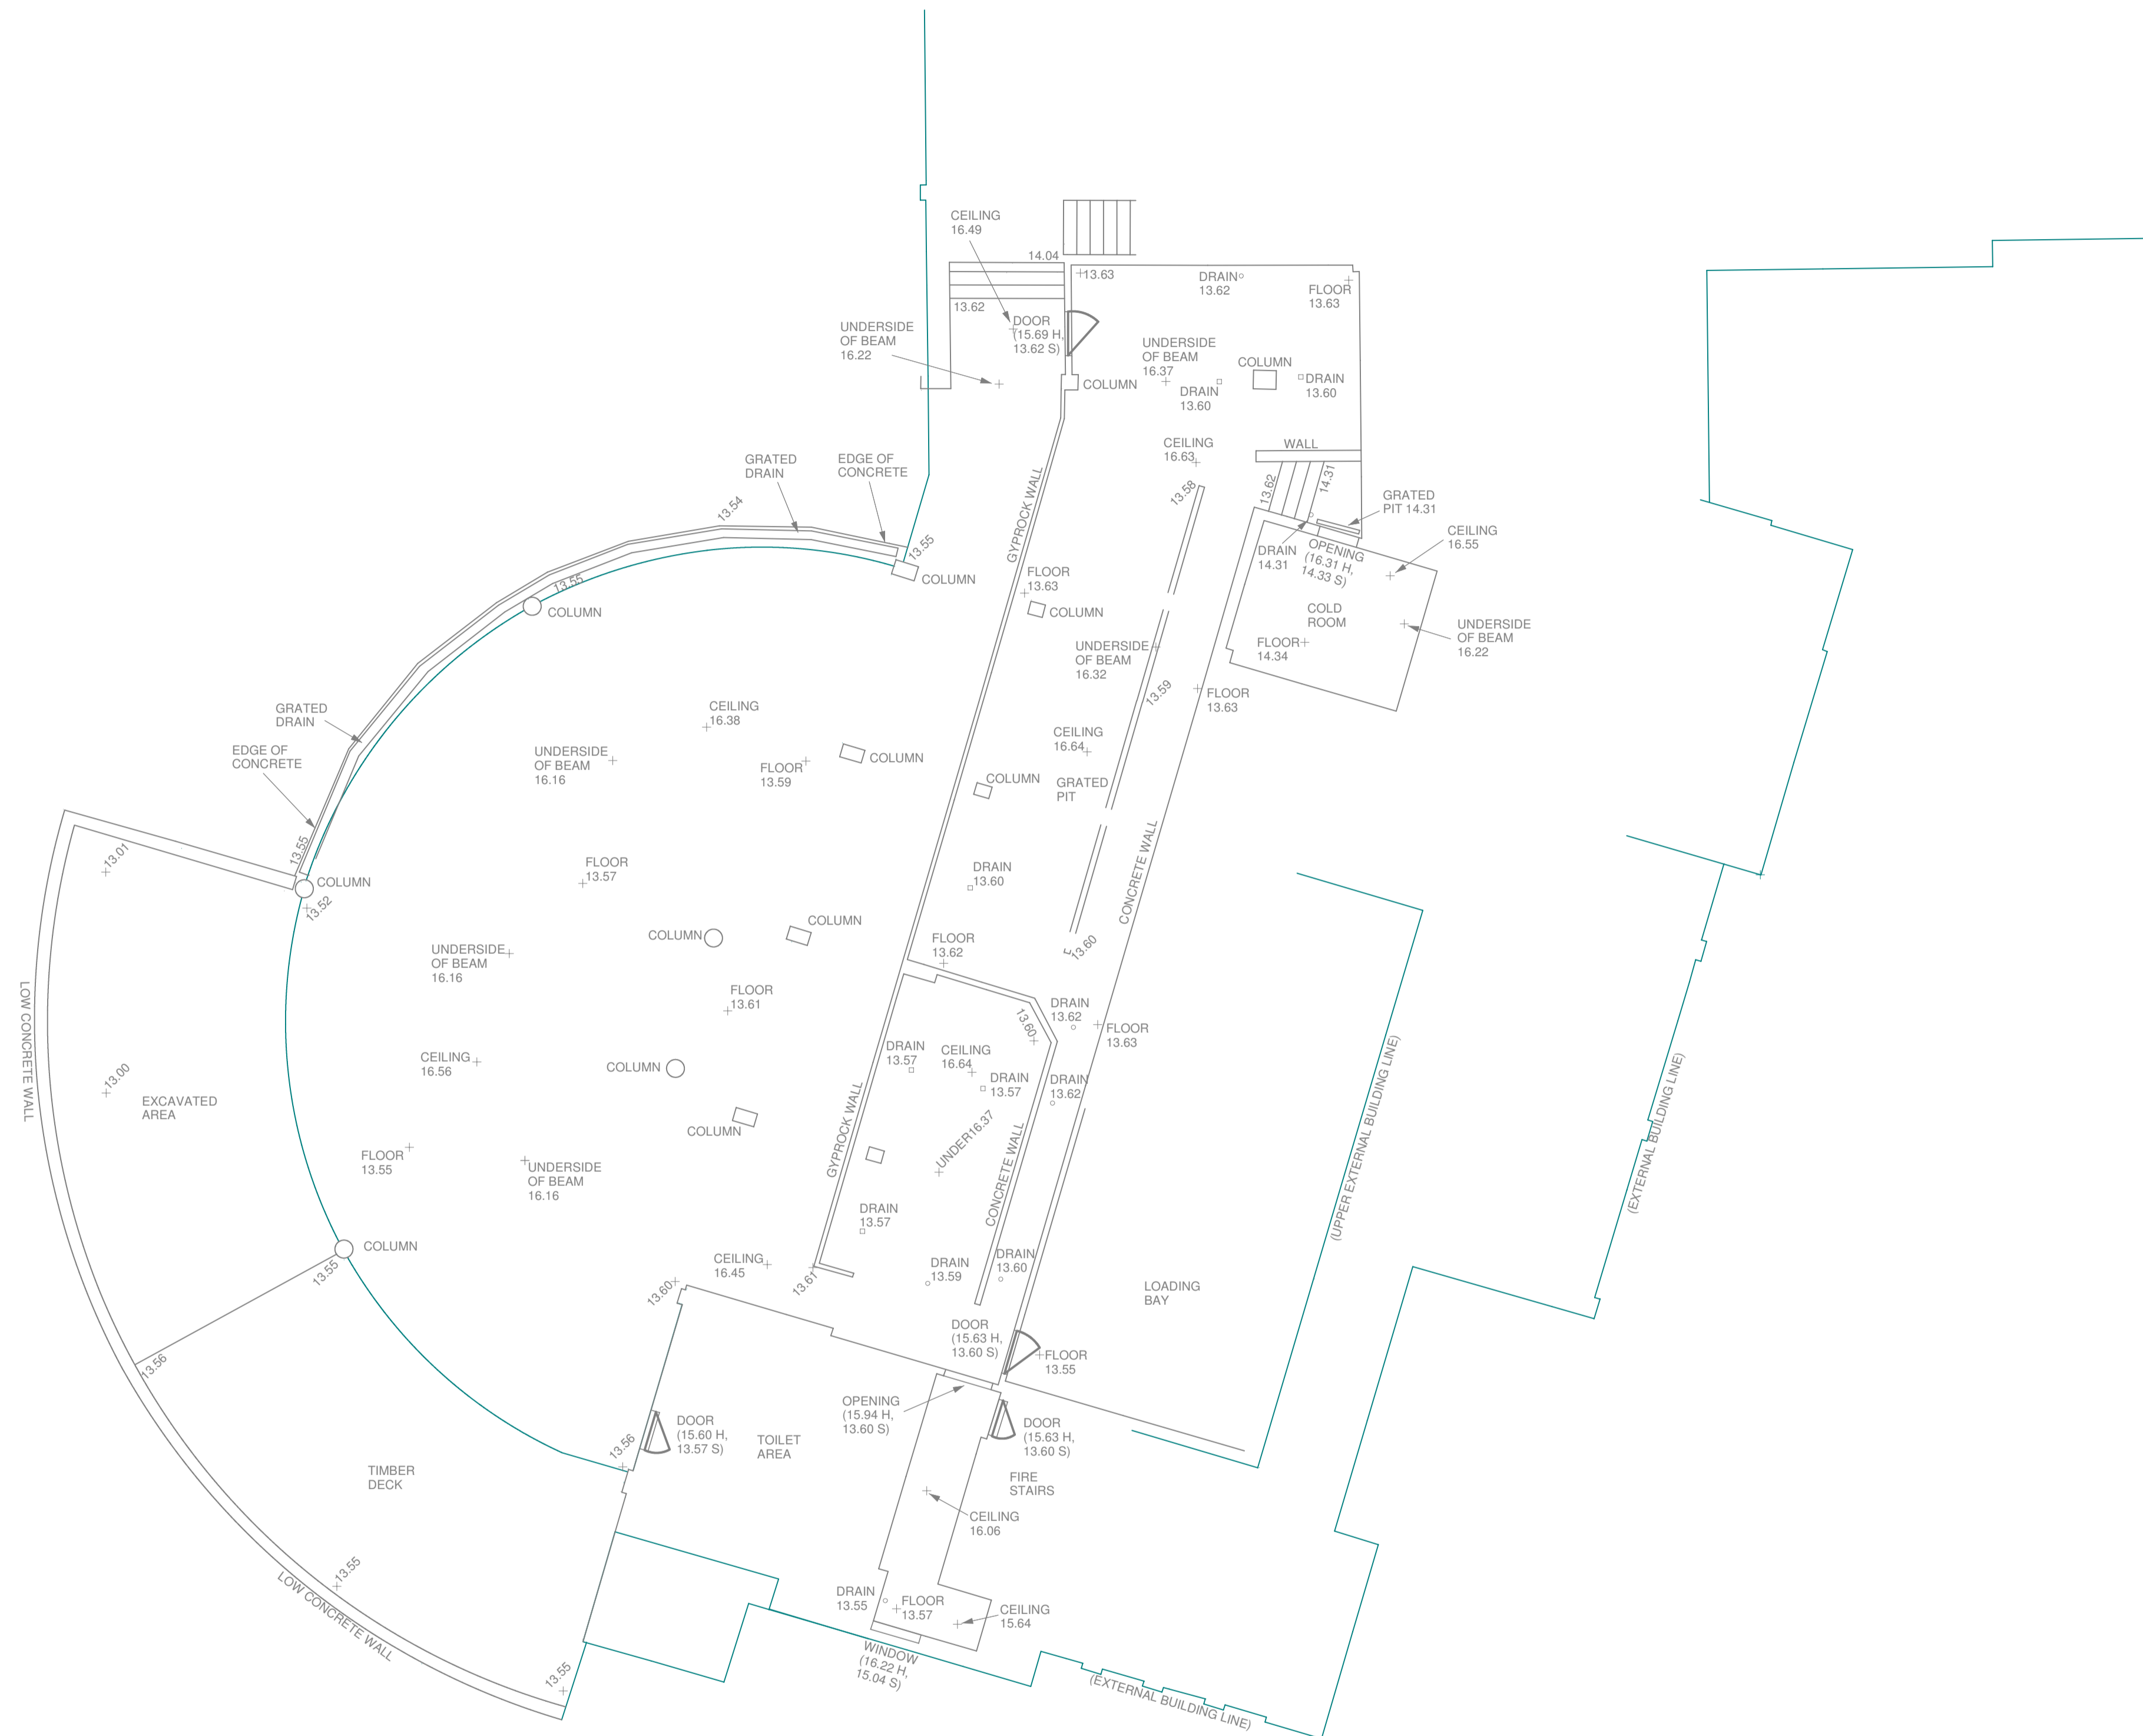 CEILING
16.49
14.04
13.63
DRAIN
13.62
FLOOR
13.63
13.62
DOOR
(15.69 H,
13.62 S)
UNDERSIDE
OF BEAM
16.22
UNDERSIDE
OF BEAM
16.37
COLUMN
COLUMN
DRAIN
13.60
DRAIN
13.60
CEILING
16.63
WALL
GRATED
DRAIN
EDGE OF
CONCRETE
13.54
13.55
COLUMN
GYPROCK WALL
13.58
13.62
14.31
GRATED
PIT 14.31
CEILING
16.55
DRAIN
14.31
OPENING
(16.31 H,
14.33 S)
13.55
COLUMN
FLOOR
13.63
COLUMN
COLD
ROOM
UNDERSIDE
OF BEAM
16.22
FLOOR
14.34
UNDERSIDE
OF BEAM
16.32
13.59
FLOOR
13.63
GRATED
DRAIN
EDGE OF
CONCRETE
CEILING
16.38
UNDERSIDE
OF BEAM
16.16
FLOOR
13.59
COLUMN
CEILING
16.64
COLUMN
GRATED
PIT
13.01
13.55
COLUMN
13.52
FLOOR
13.57
DRAIN
13.60
CONCRETE WALL
COLUMN
COLUMN
UNDERSIDE
OF BEAM
16.16
FLOOR
13.62
13.60
LOW CONCRETE WALL
FLOOR
13.61
DRAIN
13.62
13.60
FLOOR
13.63
13.00
EXCAVATED
AREA
CEILING
16.56
COLUMN
DRAIN
13.57
CEILING
16.64
DRAIN
13.57
DRAIN
13.62
COLUMN
GYPROCK WALL
UNDER16.37
CONCRETE WALL
(UPPER EXTERNAL BUILDING LINE)
(EXTERNAL BUILDING LINE)
FLOOR
13.55
UNDERSIDE
OF BEAM
16.16
DRAIN
13.57
COLUMN
13.55
CEILING
16.45
13.60
13.61
DRAIN
13.59
DRAIN
13.60
LOADING
BAY
DOOR
(15.63 H,
13.60 S)
FLOOR
13.55
13.56
OPENING
(15.94 H,
13.60 S)
DOOR
(15.60 H,
13.57 S)
TOILET
AREA
DOOR
(15.63 H,
13.60 S)
13.56
TIMBER
DECK
FIRE
STAIRS
CEILING
16.06
13.55
LOW CONCRETE WALL
DRAIN
13.55
FLOOR
13.57
CEILING
15.64
13.55
WINDOW
(16.22 H,
15.04 S)
(EXTERNAL BUILDING LINE)